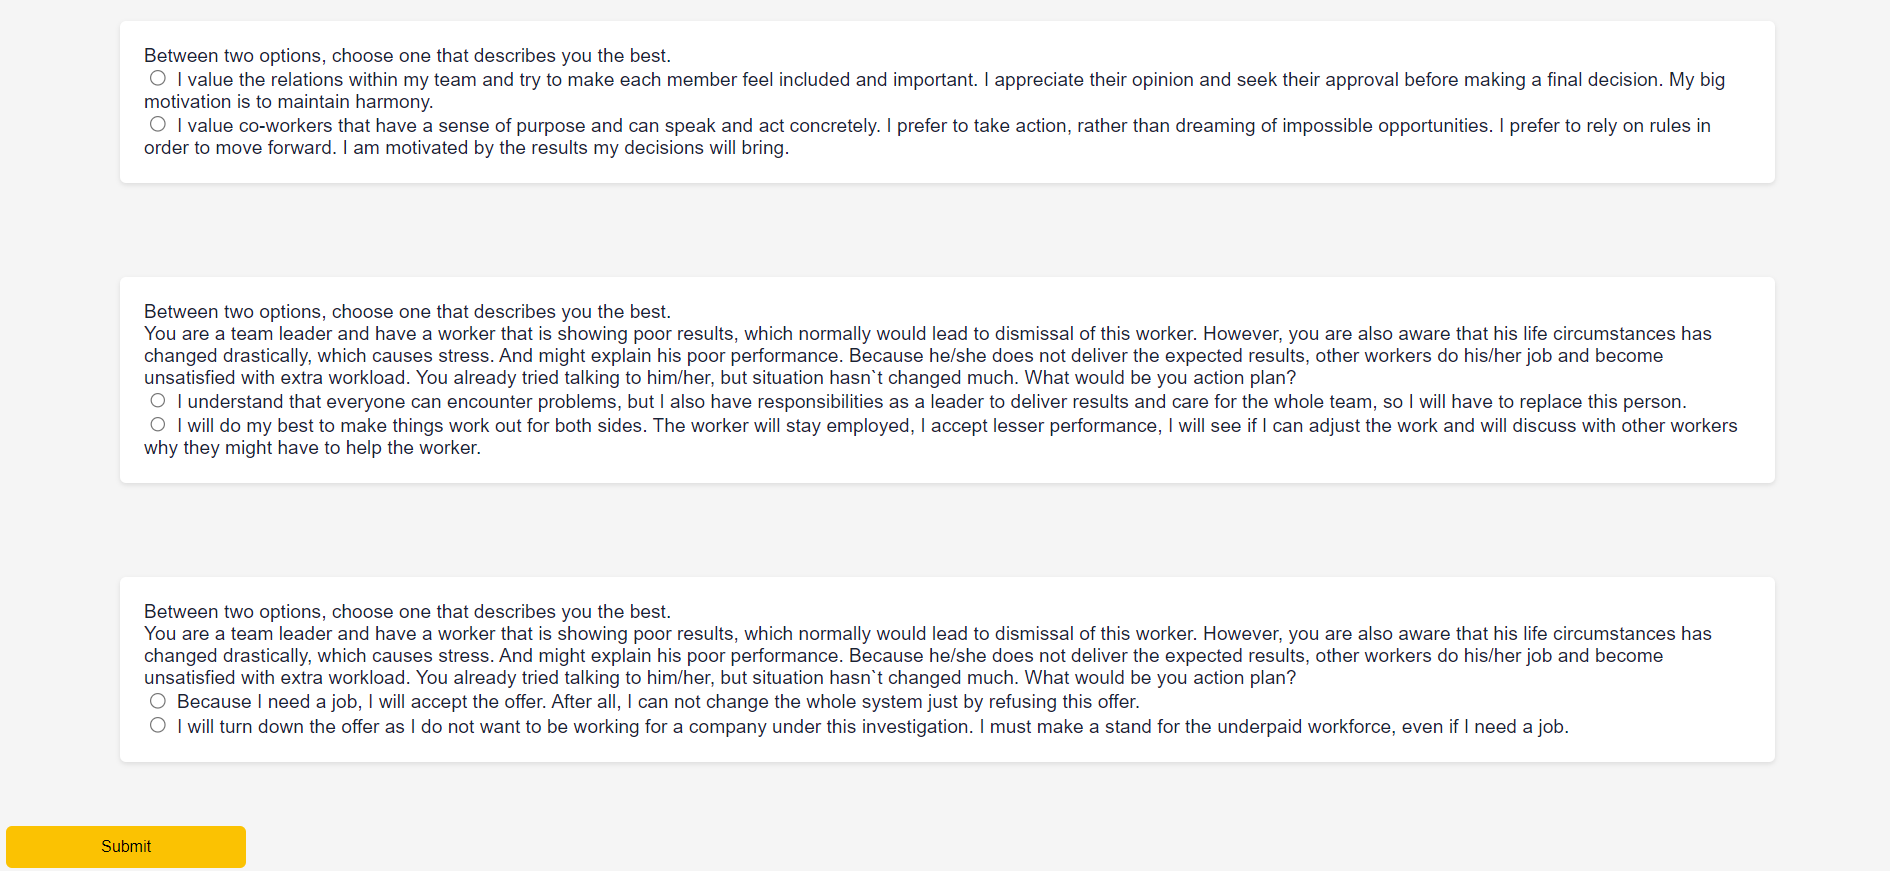 Between two options, choose one that describes you the best.
I value the relations within my team and try to make each member feel included and important. I appreciate their opinion and seek their approval before making a final decision. My big
motivation is to maintain harmony.
I value co-workers that have a sense of purpose and can speak and act concretely. I prefer to take action, rather than dreaming of impossible opportunities. I prefer to rely on rules in
order to move forward. I am motivated by the results my decisions will bring.
Between two options, choose one that describes you the best.
You are a team leader and have a worker that is showing poor results, which normally would lead to dismissal of this worker. However, you are also aware that his life circumstances has
changed drastically, which causes stress. And might explain his poor performance. Because he/she does not deliver the expected results, other workers do his/her job and become
unsatisfied with extra workload. You already tried talking to him/her, but situation hasn`t changed much. What would be you action plan?
I understand that everyone can encounter problems, but I also have responsibilities as a leader to deliver results and care for the whole team, so I will have to replace this person.
I will do my best to make things work out for both sides. The worker will stay employed, I accept lesser performance, I will see if I can adjust the work and will discuss with other workers
why they might have to help the worker.
Between two options, choose one that describes you the best.
You are a team leader and have a worker that is showing poor results, which normally would lead to dismissal of this worker. However, you are also aware that his life circumstances has
changed drastically, which causes stress. And might explain his poor performance. Because he/she does not deliver the expected results, other workers do his/her job and become
unsatisfied with extra workload. You already tried talking to him/her, but situation hasn`t changed much. What would be you action plan?
Because I need a job, I will accept the offer. After all, I can not change the whole system just by refusing this offer.
I will turn down the offer as I do not want to be working for a company under this investigation. I must make a stand for the underpaid workforce, even if I need a job.
Submit